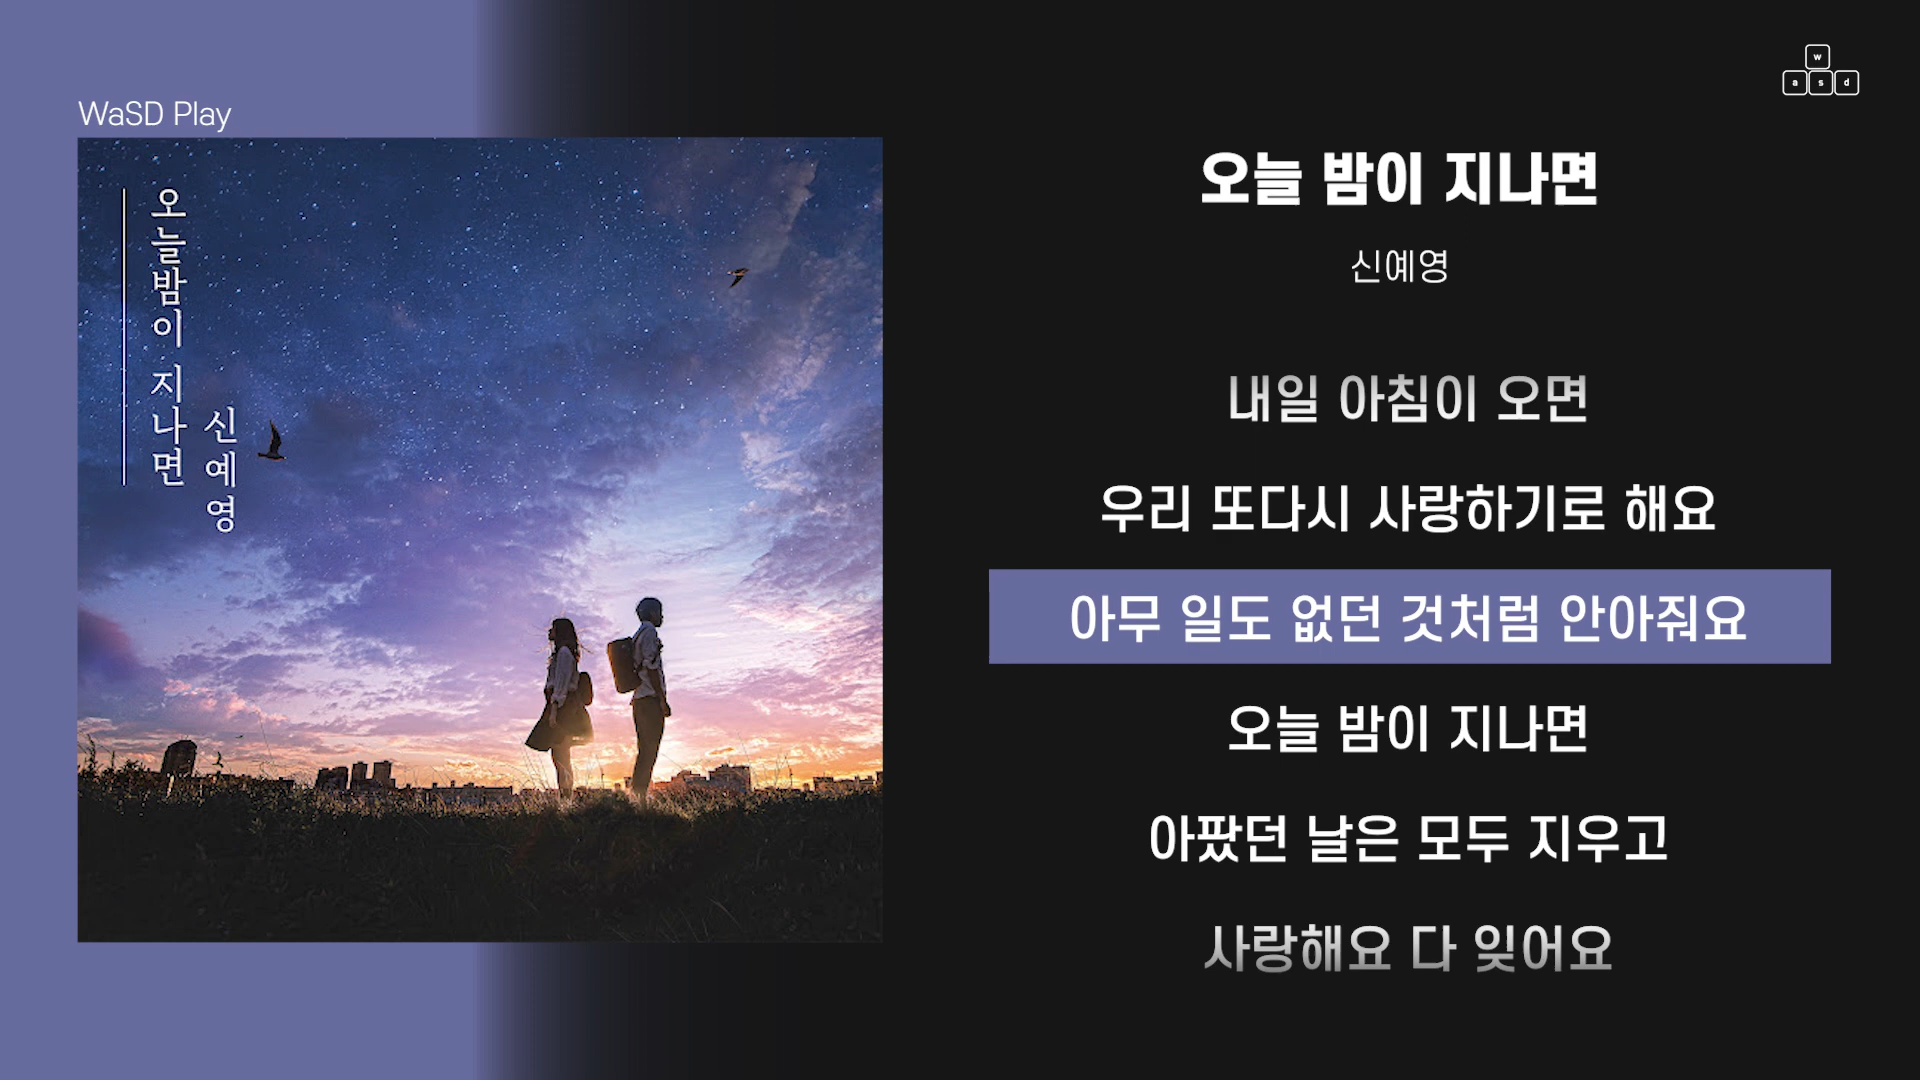 WaSD Play
오늘밤이 지나면
신예영
w
a s d
오늘 밤이 지나면
신예영
내일 아침이 오면
우리 또다시 사랑하기로 해요
아무 일도 없던 것처럼 안아줘요
오늘 밤이 지나면
아팠던 날은 모두 지우고
사랑해요 다 잊어요